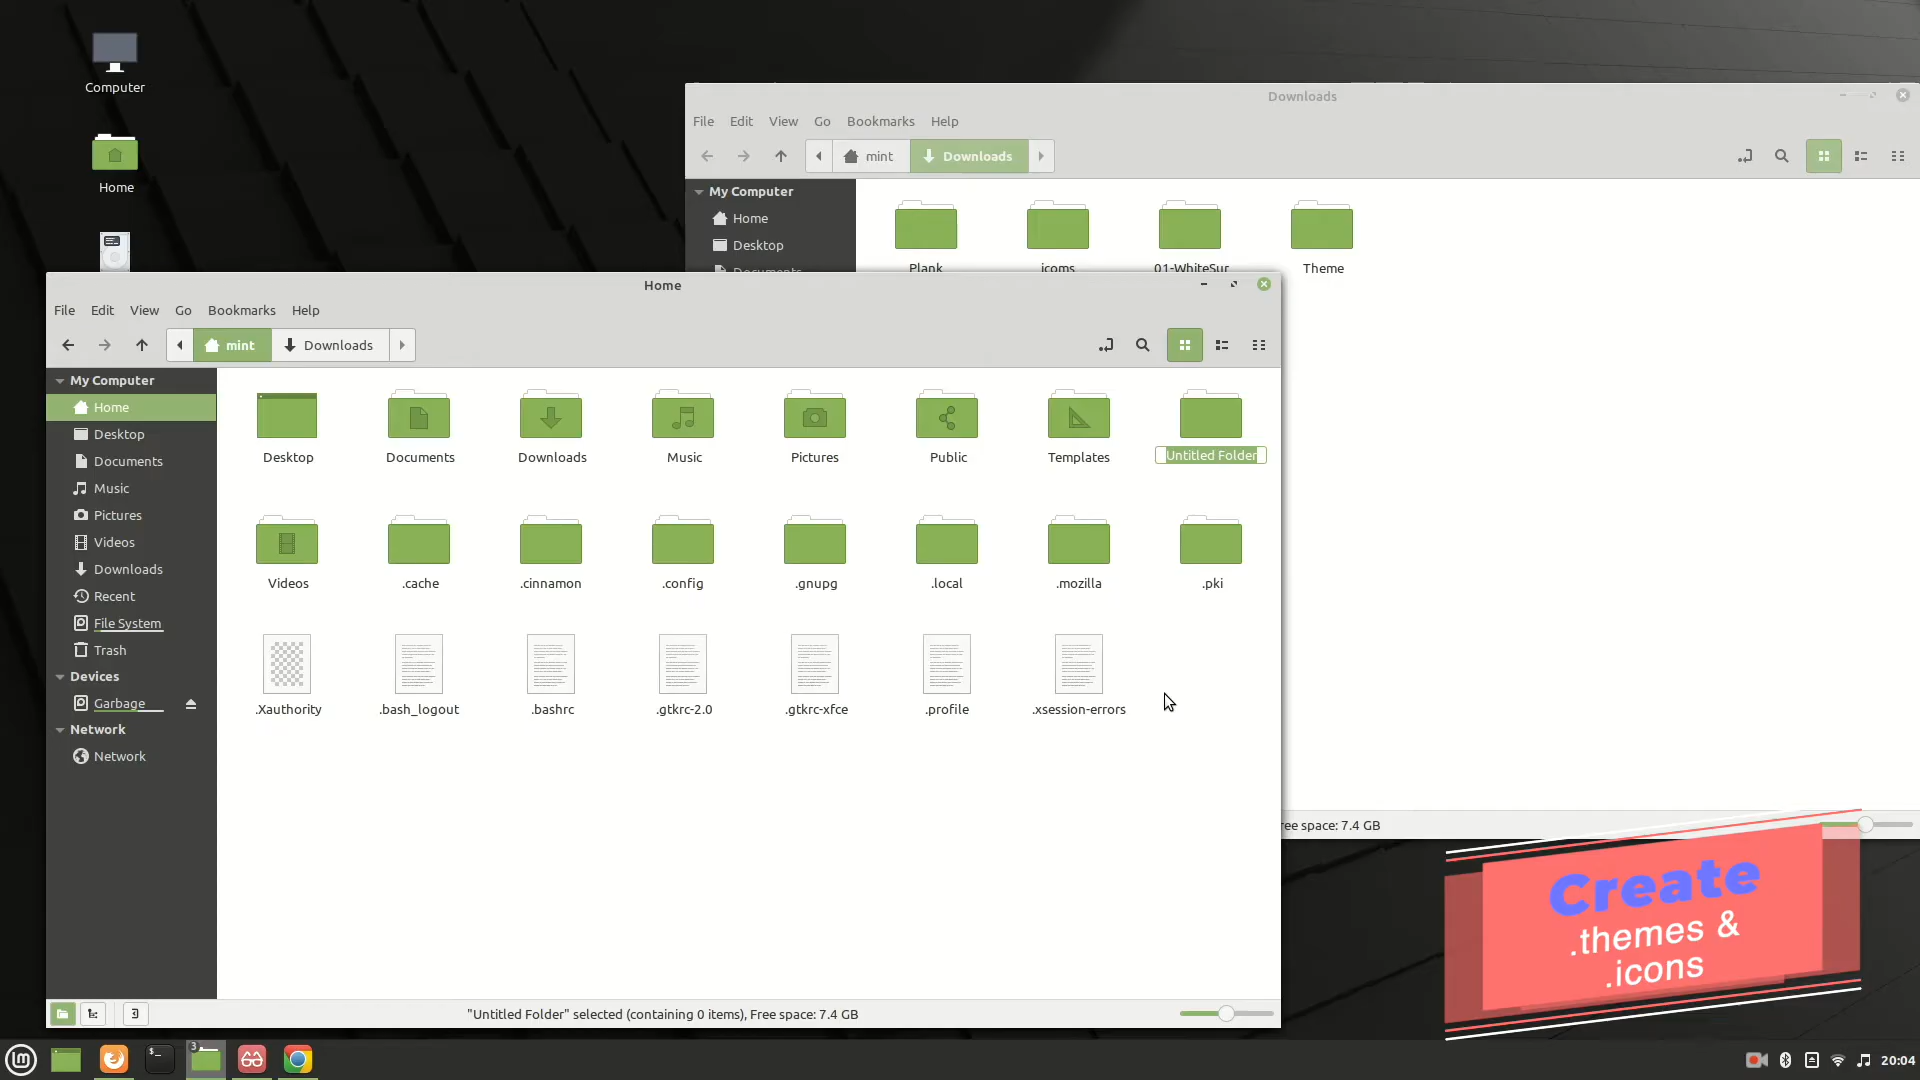 Computer
Home
Downloads
File Edit View Go Bookmarks Help
mint Downloads
My Computer
Home
Desktop
Documents
Plank icoms 01-WhiteSur Theme
Free space: 7.4 GB
Home
File Edit View Go Bookmarks Help
mint Downloads
My Computer
Home
Desktop
Documents
Music
Pictures
Videos
Downloads
Recent
File System
Trash
Devices
Garbage
Network
Network
Desktop Documents Downloads Music Pictures Public Templates Untitled Folder
Videos .cache .cinnamon .config .gnupg .local .mozilla .pki
.Xauthority .bash_logout .bashrc .gtkrc-2.0 .gtkrc-xfce .profile .xsession-errors
"Untitled Folder" selected (containing 0 items), Free space: 7.4 GB
Create
.themes &
.icons
3
20:04